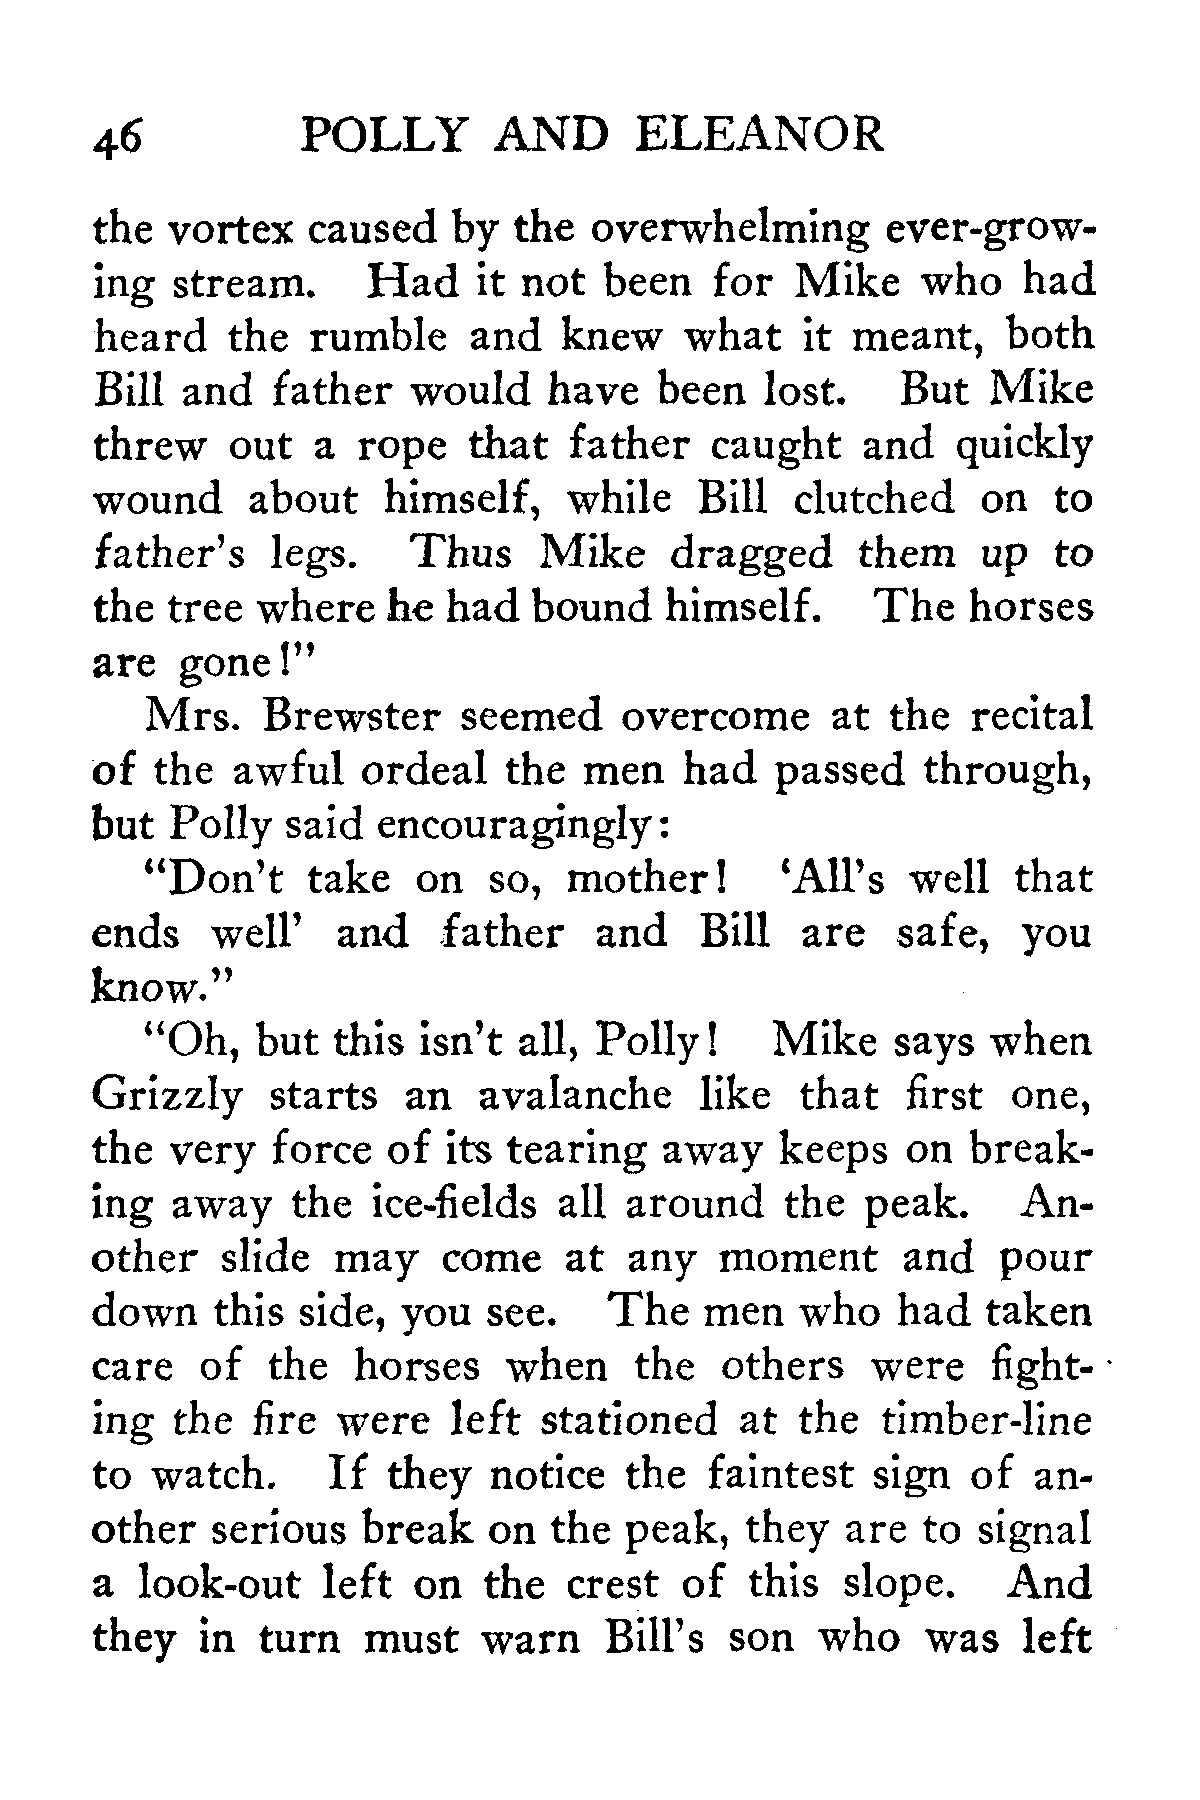 46 POLLY AND ELEANOR
the vortex caused by the overwhelming ever-grow-
ing stream. Had it not been for Mike who had
heard the rumble and knew what it meant, both
Bill and father would have been lost. But Mike
threw out a rope that father caught and quickly
wound about himself, while Bill clutched on to
father's legs. Thus Mike dragged them up to
the tree where he had bound himself. The horses
are gone!"
Mrs. Brewster seemed overcome at the recital
of the awful ordeal the men had passed through,
but Polly said encouragingly:
"Don't take on so, mother! 'All's well that
ends well' and father and Bill are safe, you
know."
"Oh, but this isn't all, Polly! Mike says when
Grizzly starts an avalanche like that first one,
the very force of its tearing away keeps on break-
ing away the ice-fields all around the peak. An-
other slide may come at any moment and pour
down this side, you see. The men who had taken
care of the horses when the others were fight-
ing the fire were left stationed at the timber-line
to watch. If they notice the faintest sign of an-
other serious break on the peak, they are to signal
a look-out left on the crest of this slope. And
they in turn must warn Bill's son who was left